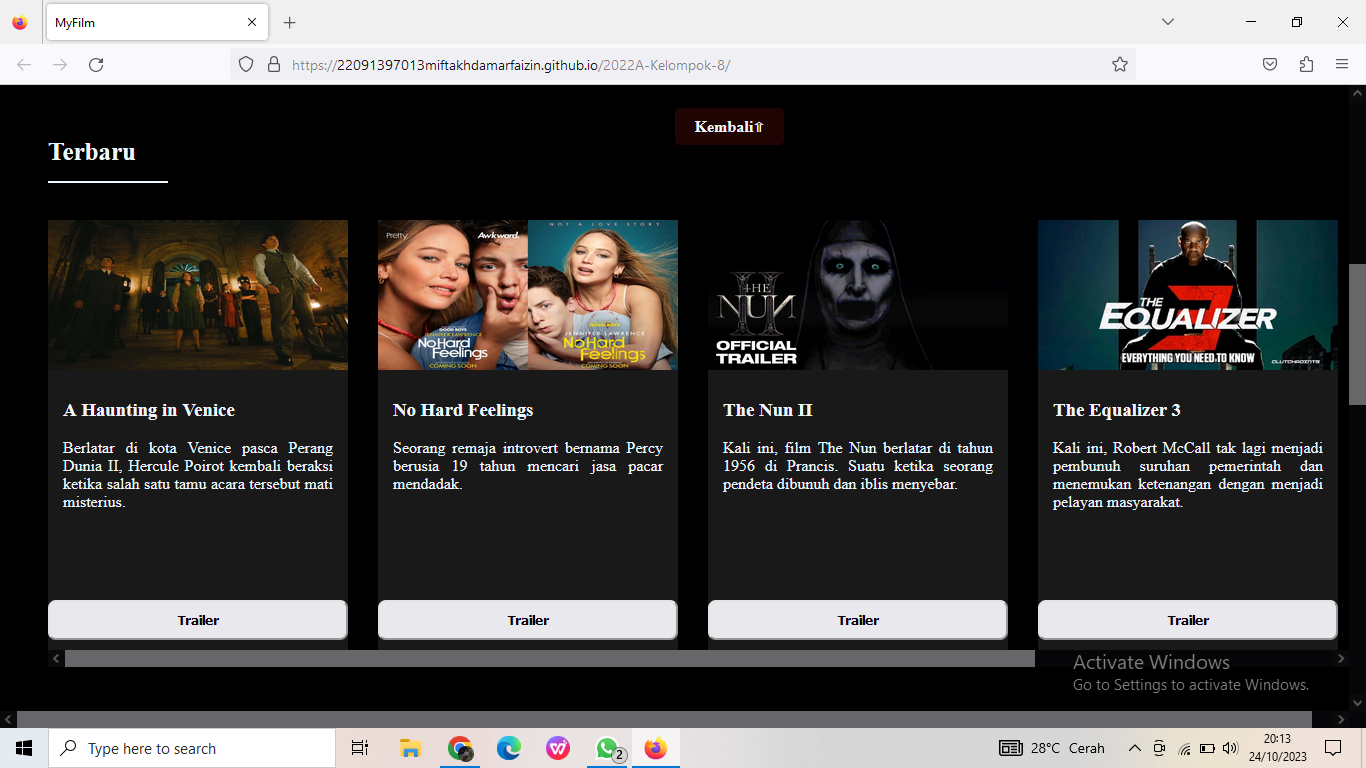 MyFilm
https://22091397013miftakhdamarfaizin.github.io/2022A-Kelompok-8/
Kembali⇧
Terbaru
Pretty.
Awkward.
GOOD BOYS
JENNIFER LAWRENCE
No Hard
Feelings
COMING SOON
NOT A LOVE STORY
GOOD BOYS
JENNIFER LAWRENCE
No Hard
Feelings
COMING SOON
THE
NUN
II
OFFICIAL
TRAILER
THE
EQUALIZER
3
EVERYTHING YOU NEED TO KNOW
CLUTCHPOINTS
A Haunting in Venice
Berlatar di kota Venice pasca Perang
Dunia II, Hercule Poirot kembali beraksi
ketika salah satu tamu acara tersebut mati
misterius.
Trailer
No Hard Feelings
Seorang remaja introvert bernama Percy
berusia 19 tahun mencari jasa pacar
mendadak.
Trailer
The Nun II
Kali ini, film The Nun berlatar di tahun
1956 di Prancis. Suatu ketika seorang
pendeta dibunuh dan iblis menyebar.
Trailer
The Equalizer 3
Kali ini, Robert McCall tak lagi menjadi
pembunuh suruhan pemerintah dan
menemukan ketenangan dengan menjadi
pelayan masyarakat.
Trailer
Activate Windows
Go to Settings to activate Windows.
Type here to search
2
28°C Cerah
20:13
24/10/2023